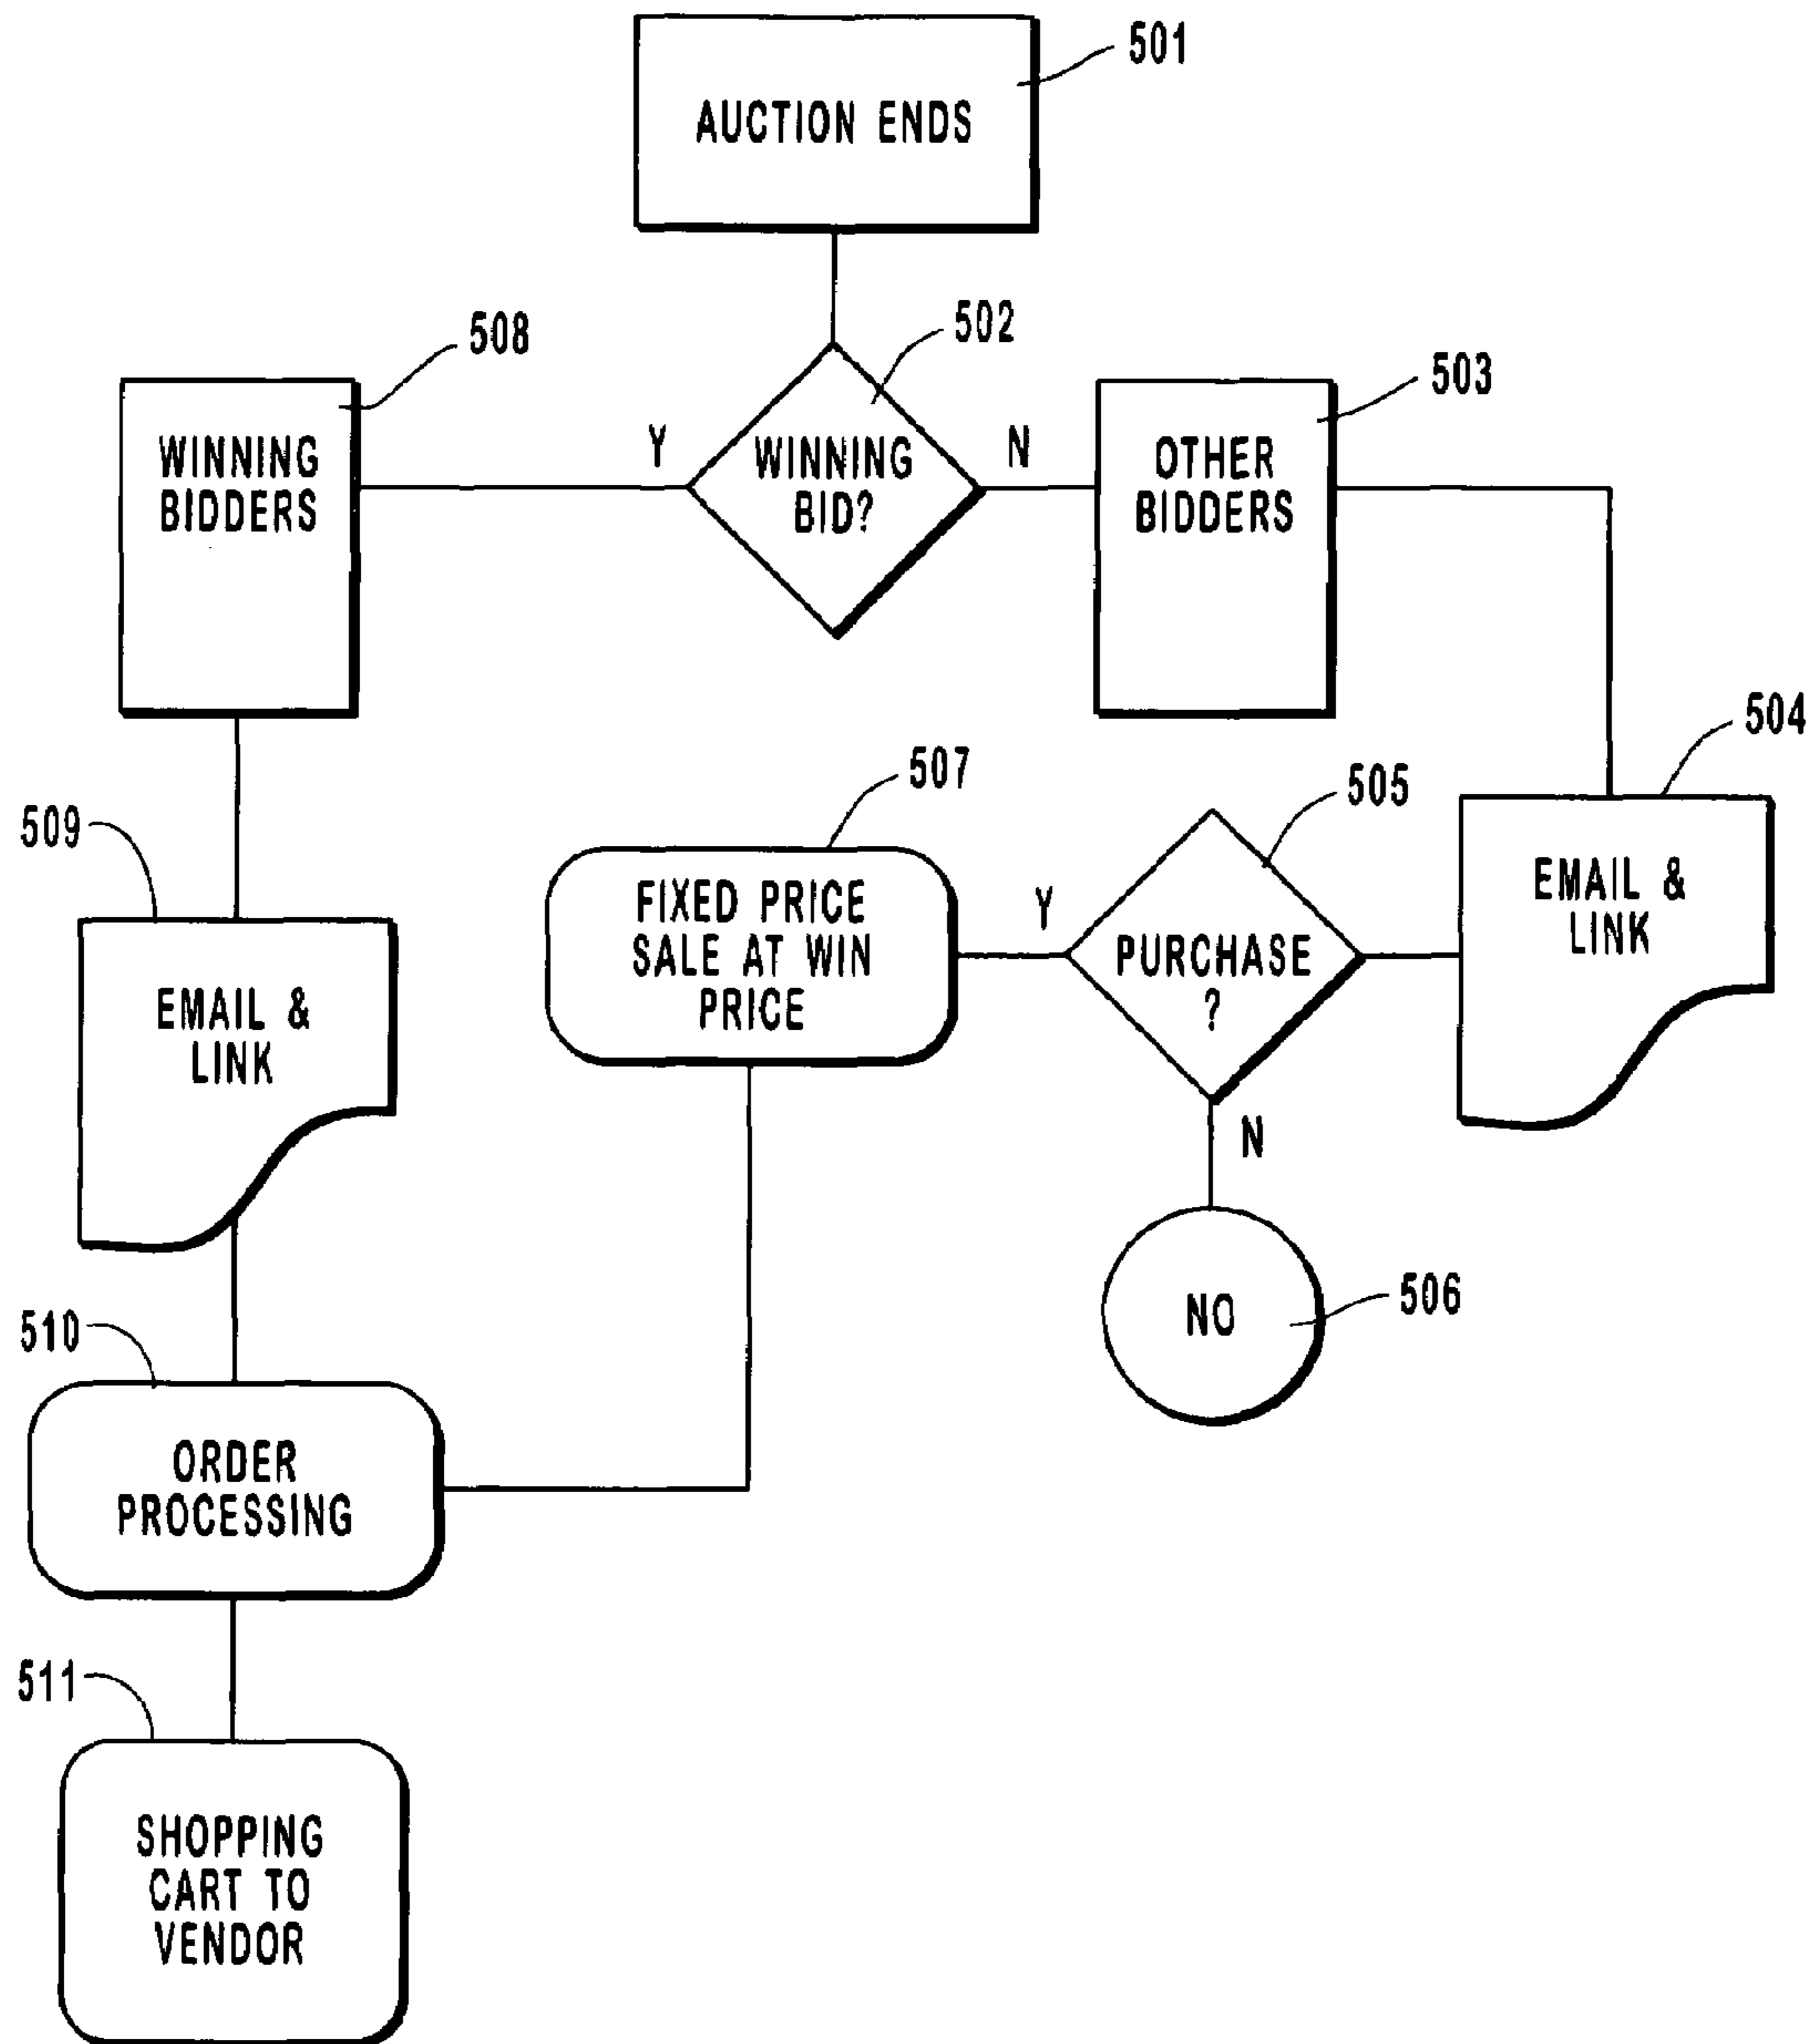 501
AUCTION ENDS
502
508
503
WINNING
BIDDERS
Y
WINNING
BID?
N
OTHER
BIDDERS
504
507
505
509
FIXED PRICE
SALE AT WIN
PRICE
Y
PURCHASE
?
EMAIL &
LINK
EMAIL &
LINK
N
NO
506
510
ORDER
PROCESSING
511
SHOPPING
CART TO
VENDOR